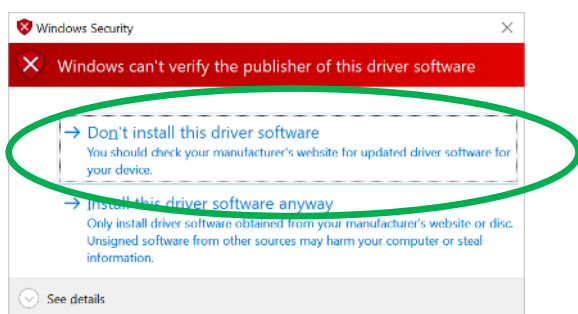 Windows Security
Windows can't verify the publisher of this driver software
Don't install this driver software
You should check your manufacturer's website for updated driver software for
your device.
Install this driver software anyway
Only install driver software obtained from your manufacturer's website or disc.
Unsigned software from other sources may harm your computer or steal
information.
See details